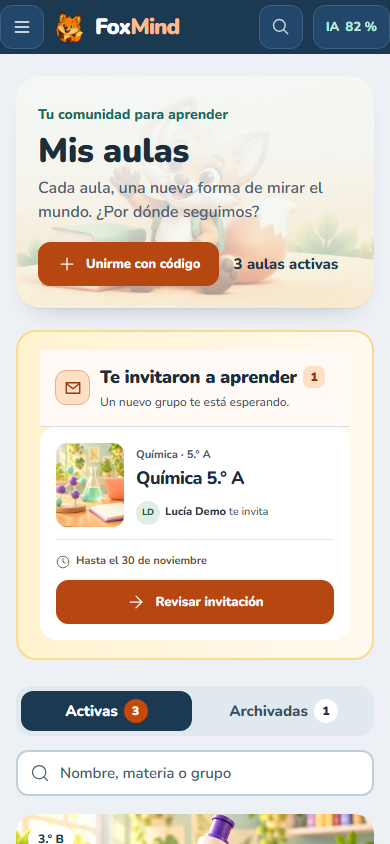 FoxMind
IA 82 %
Tu comunidad para aprender
Mis aulas
Cada aula, una nueva forma de mirar el
mundo. ¿Por dónde seguimos?
Unirme con código
3 aulas activas
Te invitaron a aprender 1
Un nuevo grupo te está esperando.
Química · 5.º A
Química 5.º A
LD Lucía Demo te invita
Hasta el 30 de noviembre
Revisar invitación
Activas 3
Archivadas 1
Nombre, materia o grupo
3.º B